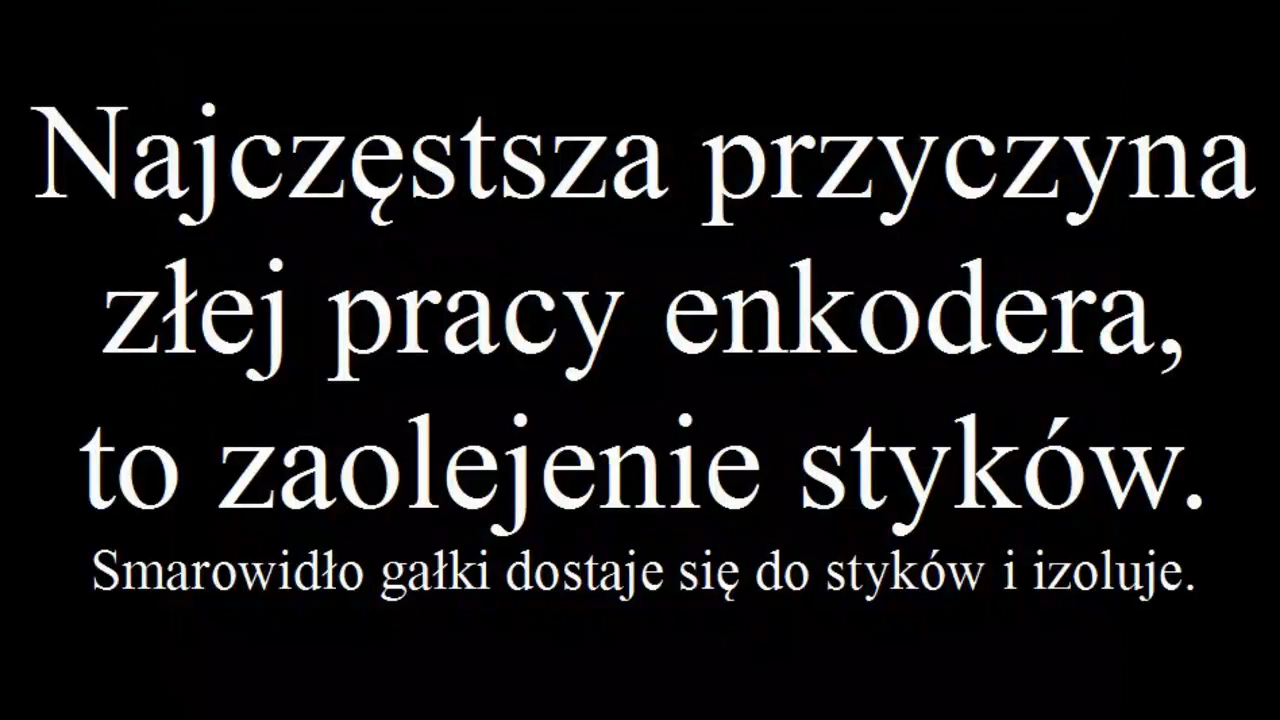 Najczęstsza przyczyna
złej pracy enkodera,
to zaolejenie styków.
Smarowidło gałki dostaje się do styków i izoluje.